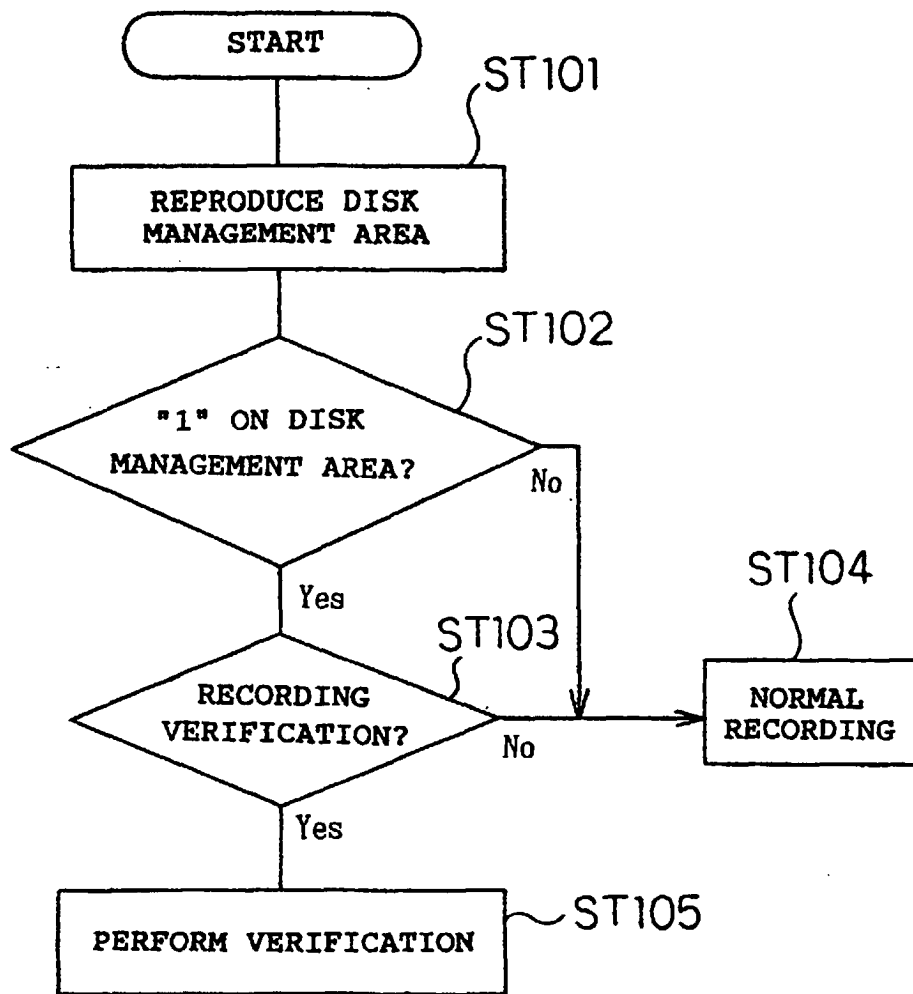 START
ST101
REPRODUCE DISK
MANAGEMENT AREA
ST102
"1" ON DISK
MANAGEMENT AREA?
No
Yes
ST103
ST104
RECORDING
VERIFICATION?
No
NORMAL
RECORDING
Yes
ST105
PERFORM VERIFICATION